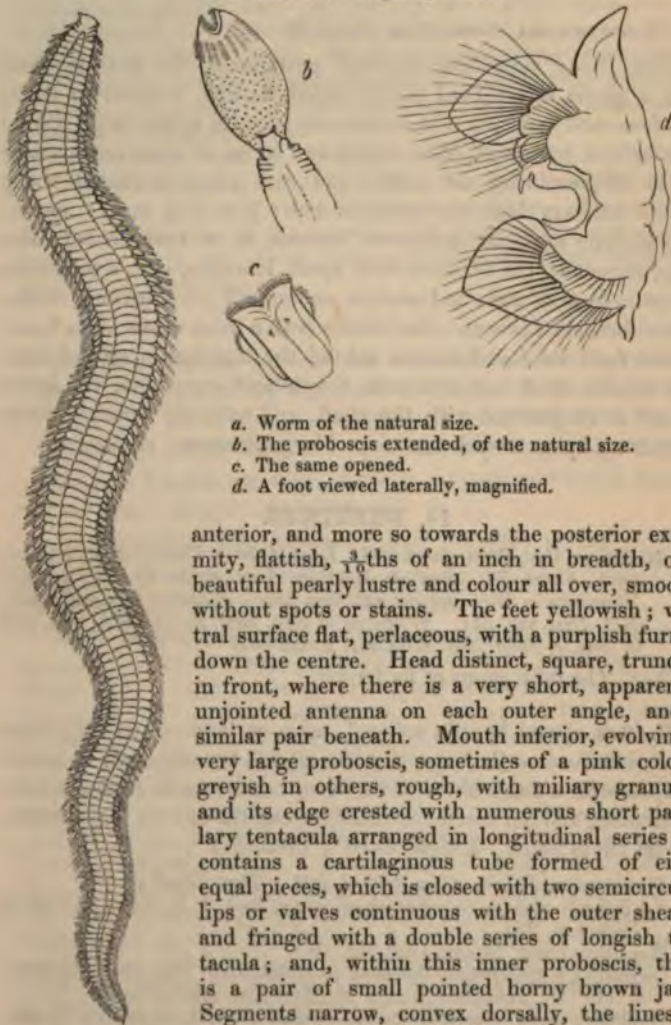 b
d
c
a. Worm of the natural size.
b. The proboscis extended, of the natural size.
c. The same opened.
d. A foot viewed laterally, magnified.
anterior, and more so towards the posterior ex
mity, flattish, 3/10ths of an inch in breadth, o
beautiful pearly lustre and colour all over, smoo
without spots or stains. The feet yellowish; v
tral surface flat, perlaceous, with a purplish furr
down the centre. Head distinct, square, trunc
in front, where there is a very short, apparen
unjointed antenna on each outer angle, an
similar pair beneath. Mouth inferior, evolvin
very large proboscis, sometimes of a pink colo
greyish in others, rough, with miliary granu
and its edge crested with numerous short pa
lary tentacula arranged in longitudinal series
contains a cartilaginous tube formed of ei
equal pieces, which is closed with two semicircu
lips or valves continuous with the outer shea
and fringed with a double series of longish t
tacula; and, within this inner proboscis, th
is a pair of small pointed horny brown ja
Segments narrow, convex dorsally, the lines